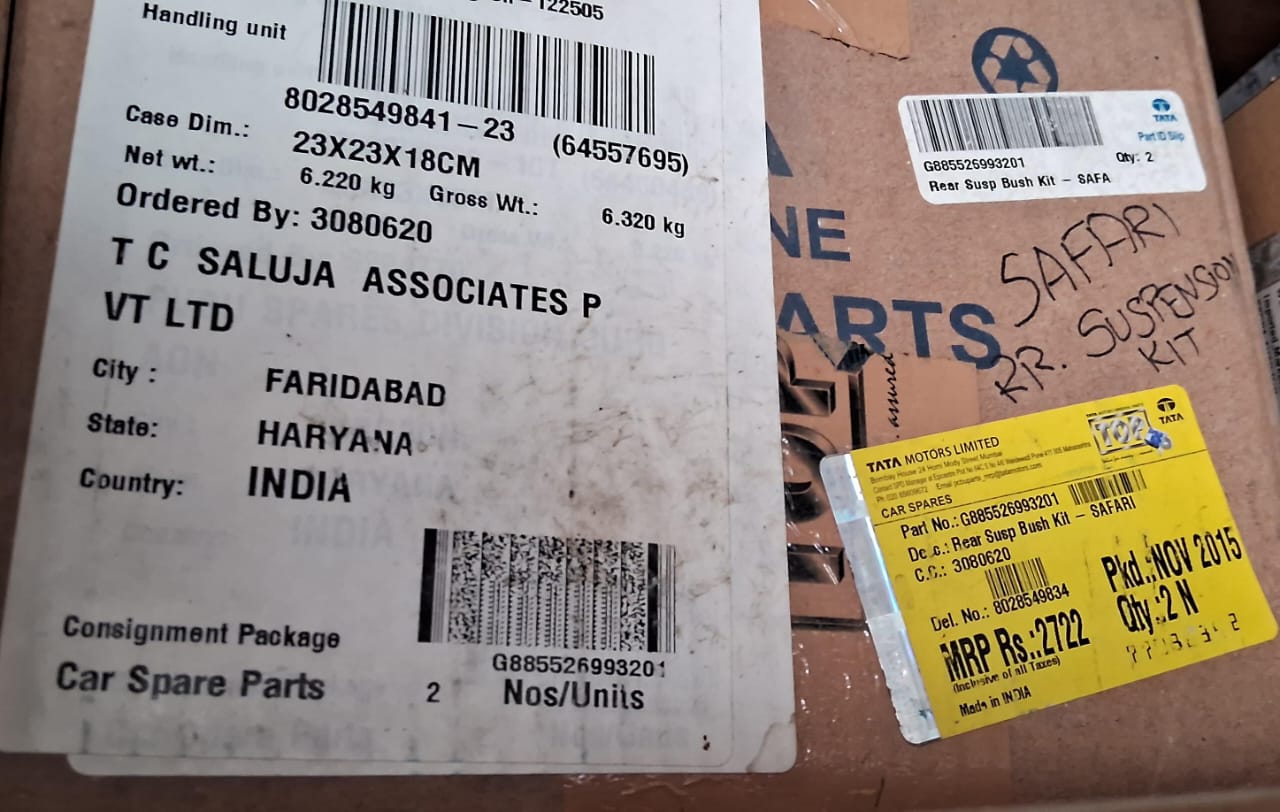 122505
Handling unit
8028549841-23 (64557695)
Case Dim.: 23X23X18CM
Net wt.: 6.220 kg Gross Wt.: 6.320 kg
Ordered By: 3080620
T C SALUJA ASSOCIATES P
VT LTD
City : FARIDABAD
State: HARYANA
Country: INDIA
Consignment Package
G885526993201
Car Spare Parts 2 Nos/Units
TATA
Part ID Slip
G885526993201 Qty: 2
Rear Susp Bush Kit - SAFA
NE
ARTS
SAFARI
RR. SUSPENSION
KIT
assured
TATA MOTORS LIMITED
TATA
CAR SPARES
Part No.:G885526993201
Desc.: Rear Susp Bush Kit - SAFARI
C.C.: 3080620
Del. No.: 8028549834
Pkd.:NOV 2015
Qty :2 N
MRP Rs.:2722
(Inclusive of all Taxes)
Made in INDIA